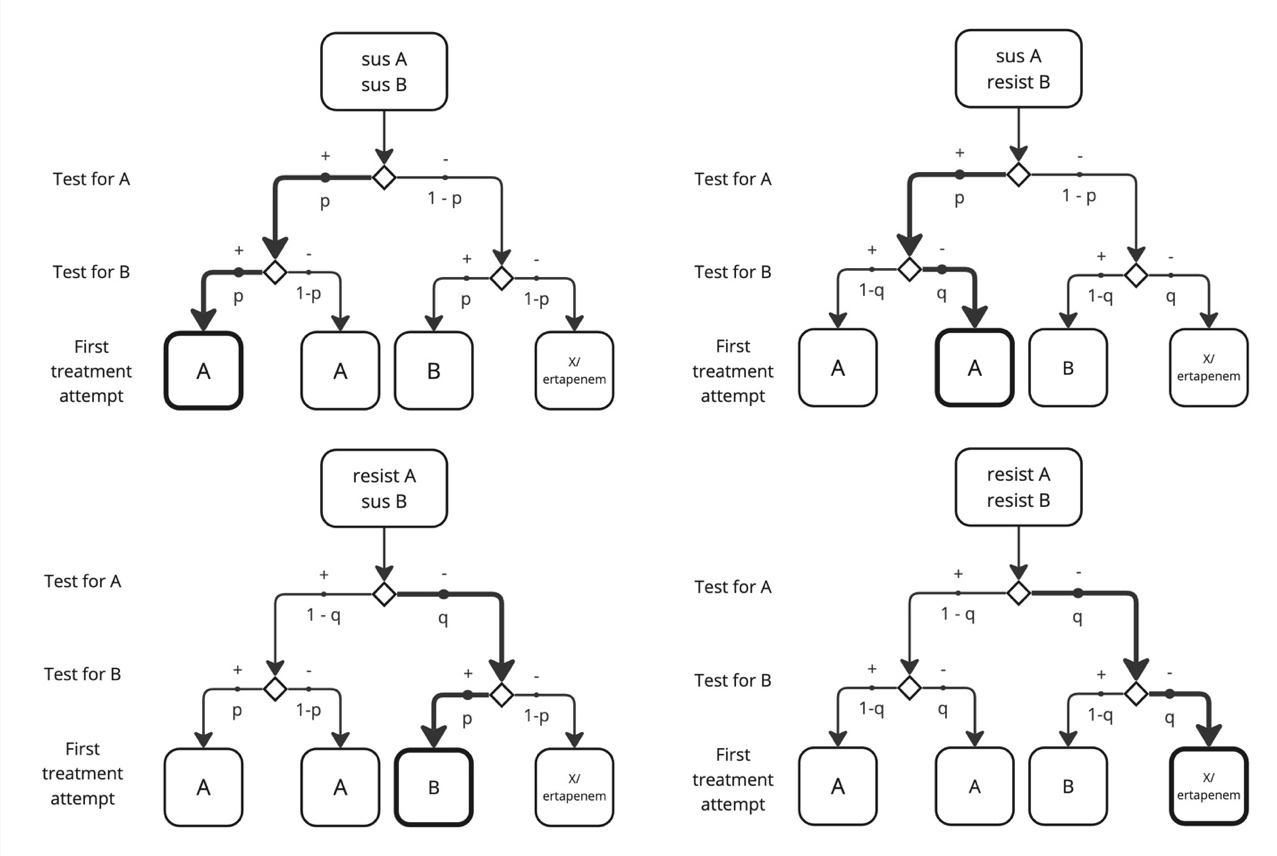 sus A
sus B
Test for A
+
-
p
1 - p
Test for B
+
-
+
-
p
1-p
p
1-p
First
treatment
attempt
A
A
B
X/
ertapenem
sus A
resist B
Test for A
+
-
p
1 - p
Test for B
+
-
+
-
1-q
q
1-q
q
First
treatment
attempt
A
A
B
X/
ertapenem
resist A
sus B
Test for A
+
-
1 - q
q
Test for B
+
-
+
-
p
1-p
p
1-p
First
treatment
attempt
A
A
B
X/
ertapenem
resist A
resist B
Test for A
+
-
1 - q
q
Test for B
+
-
+
-
1-q
q
1-q
q
First
treatment
attempt
A
A
B
X/
ertapenem